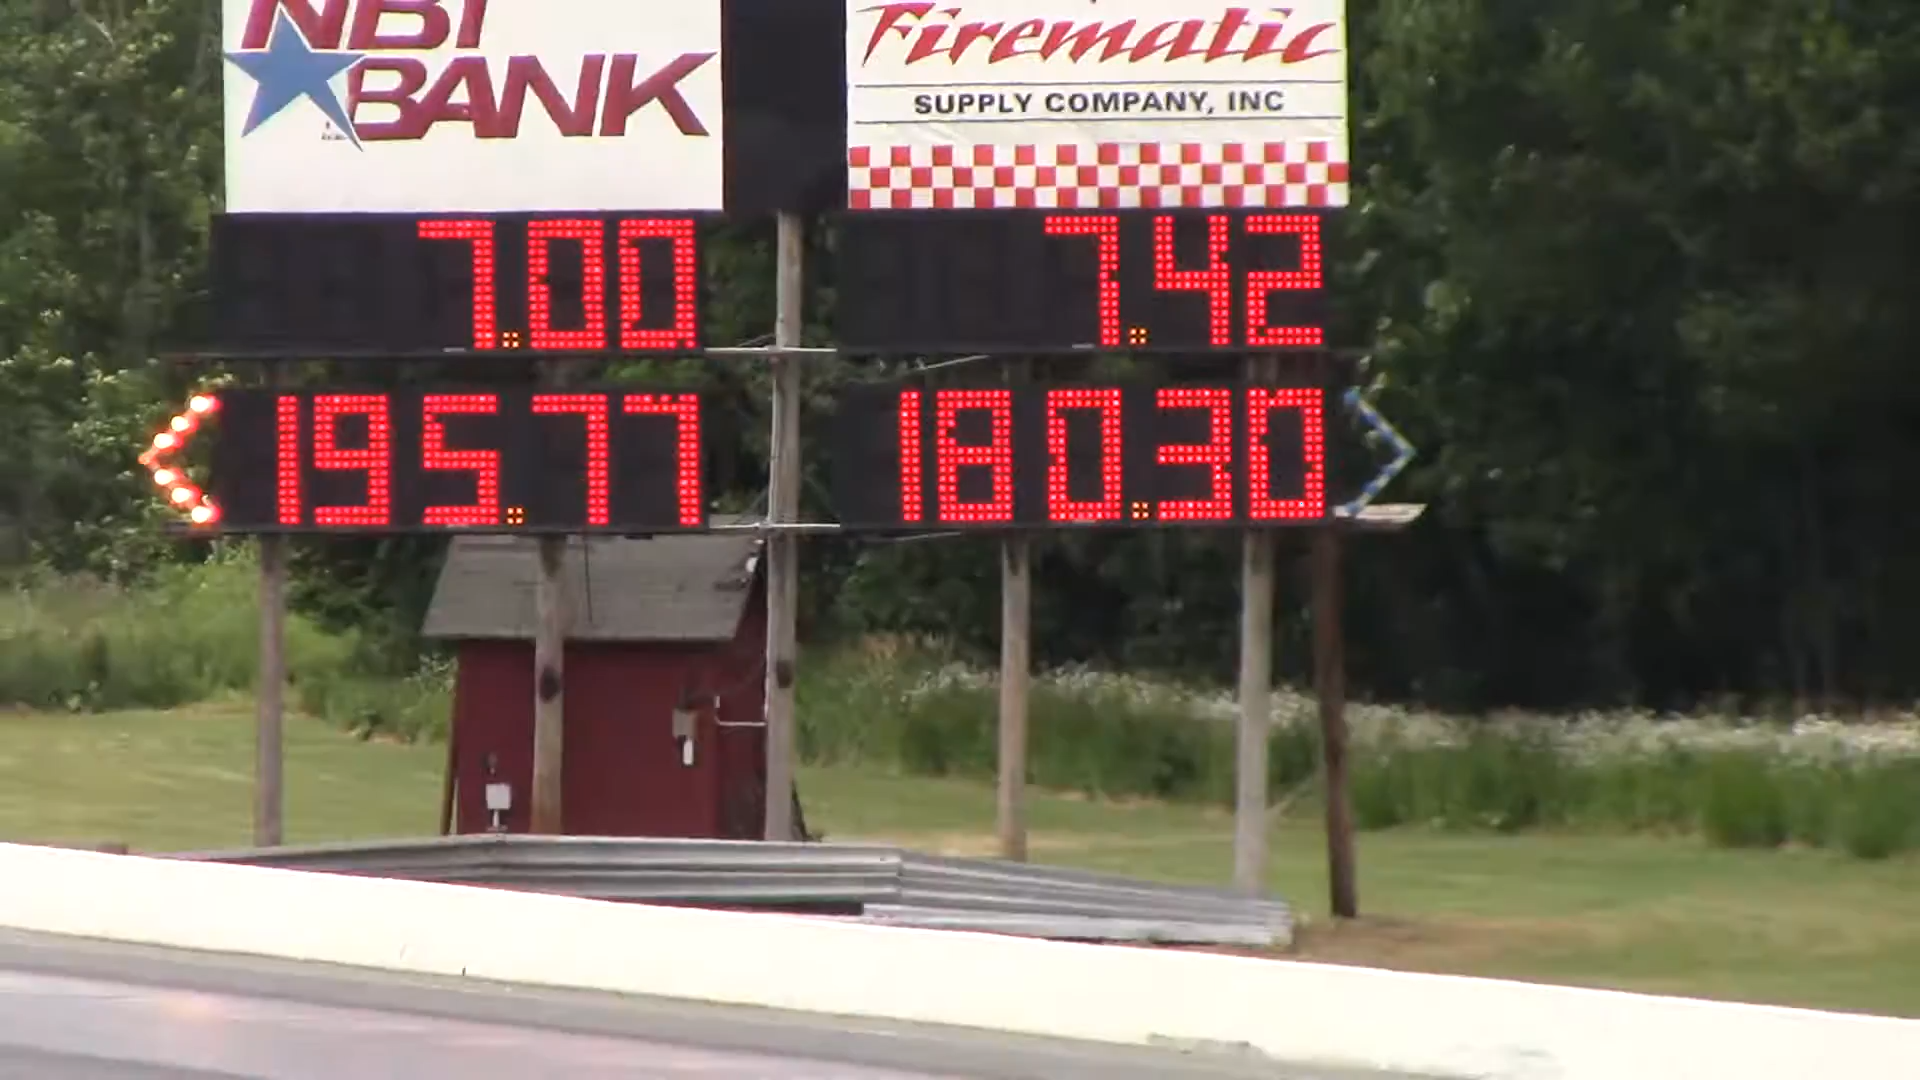 NBT
BANK
Firematic
SUPPLY COMPANY, INC
7.00
7.42
195.77
180.30